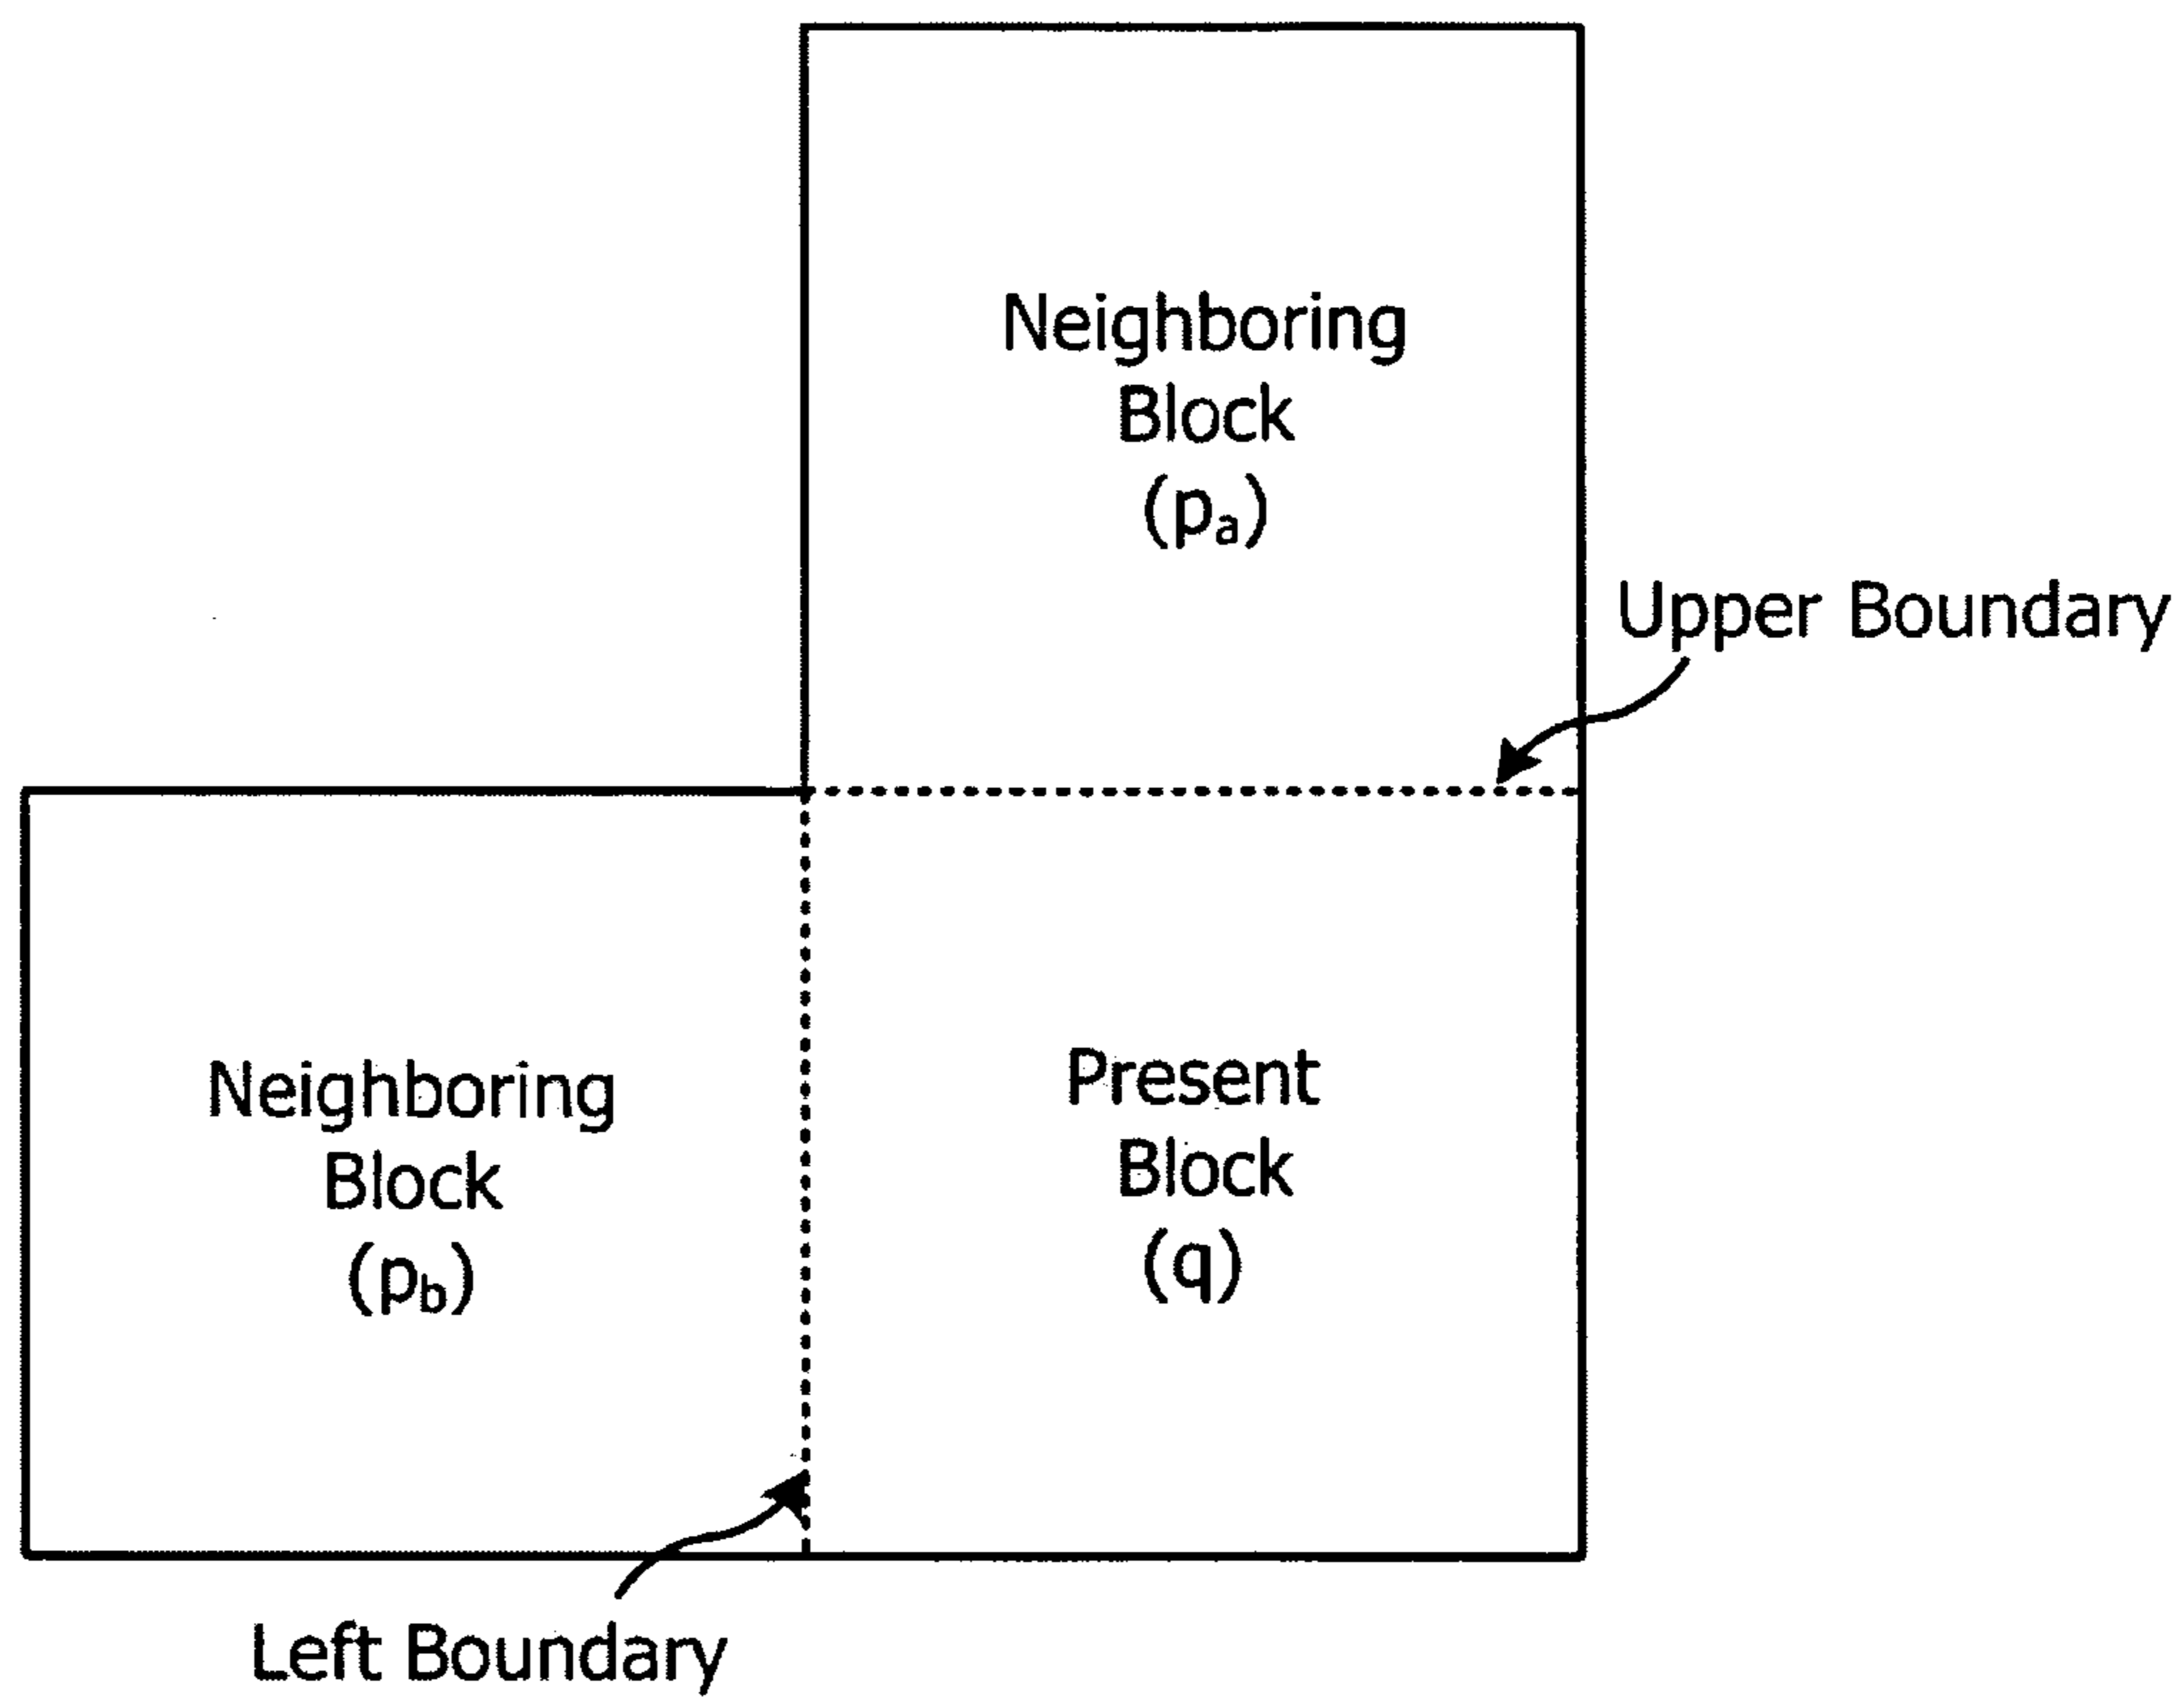 Neighboring
Block
(pa)
Upper Boundary
Neighboring
Block
(pb)
Present
Block
(q)
Left Boundary